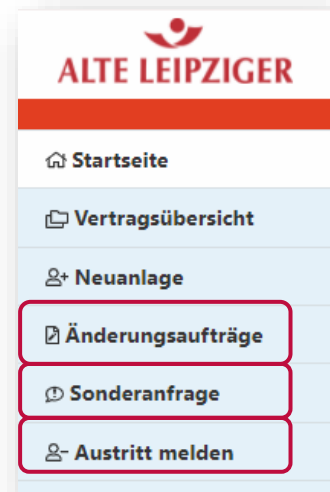 ALTE LEIPZIGER
Startseite
Vertragsübersicht
Neuanlage
Änderungsaufträge
Sonderanfrage
Austritt melden